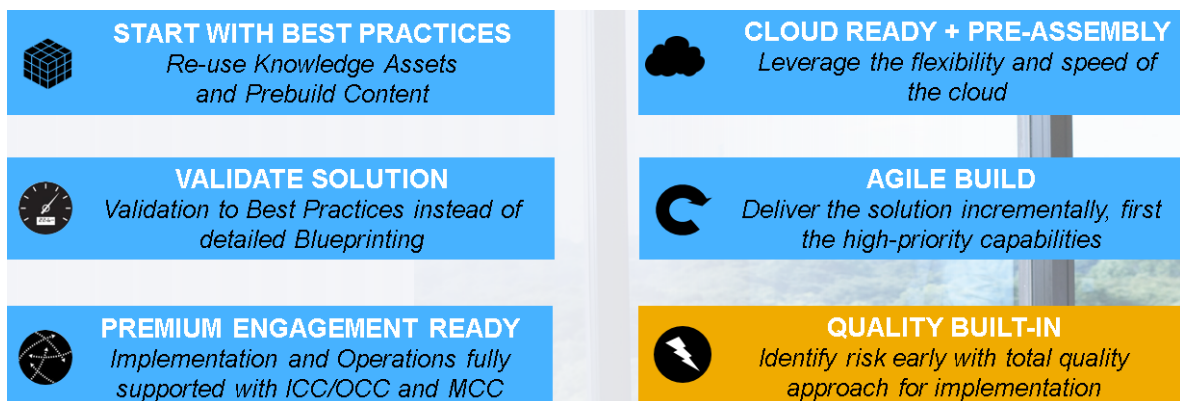 START WITH BEST PRACTICES
Re-use Knowledge Assets
and Prebuild Content
CLOUD READY + PRE-ASSEMBLY
Leverage the flexibility and speed of
the cloud
VALIDATE SOLUTION
Validation to Best Practices instead of
detailed Blueprinting
AGILE BUILD
Deliver the solution incrementally, first
the high-priority capabilities
PREMIUM ENGAGEMENT READY
Implementation and Operations fully
supported with ICC/OCC and MCC
QUALITY BUILT-IN
Identify risk early with total quality
approach for implementation